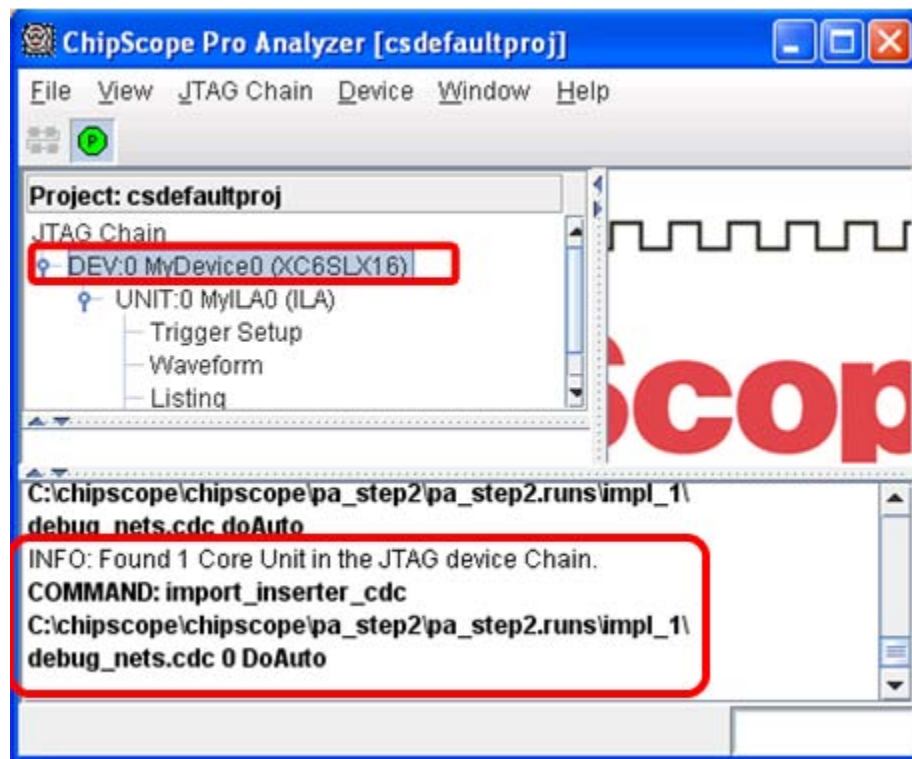 ChipScope Pro Analyzer [csdefaultproj]
File View JTAG Chain Device Window Help
P
Project: csdefaultproj
JTAG Chain
DEV:0 MyDevice0 (XC6SLX16)
UNIT:0 MyILA0 (ILA)
Trigger Setup
Waveform
Listing
Scop
C:\chipscope\chipscope\pa_step2\pa_step2.runs\impl_1\
debug_nets.cdc doAuto
INFO: Found 1 Core Unit in the JTAG device Chain.
COMMAND: import_inserter_cdc
C:\chipscope\chipscope\pa_step2\pa_step2.runs\impl_1\
debug_nets.cdc 0 DoAuto